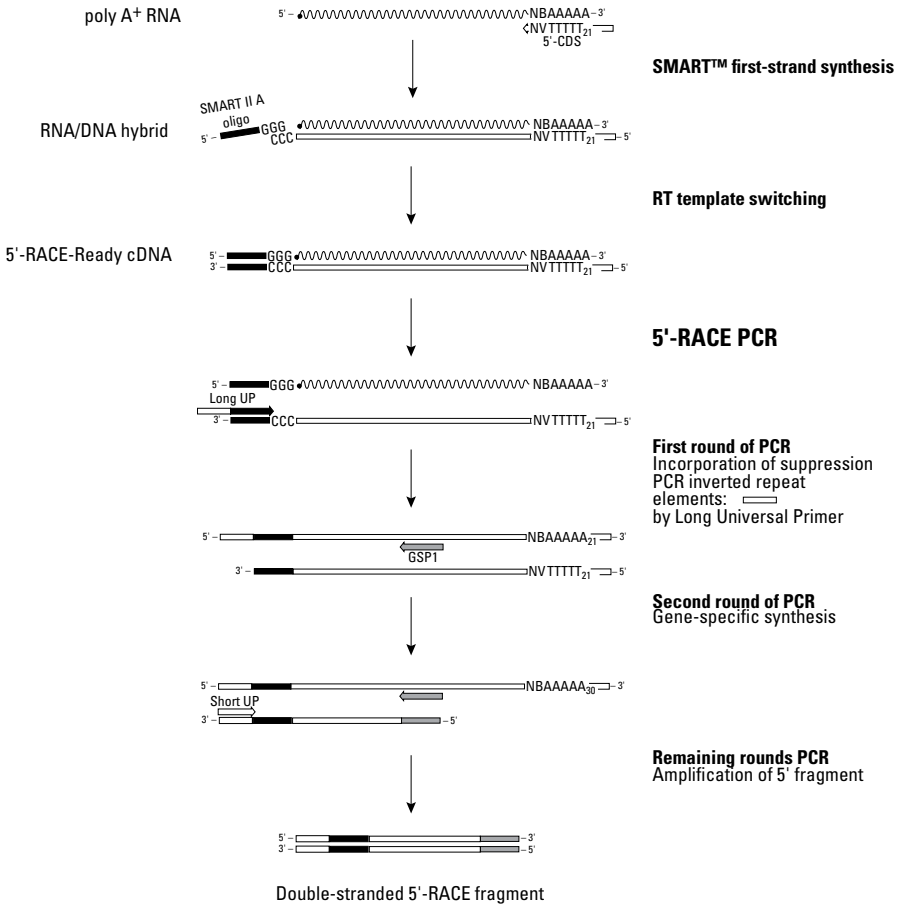 poly A+ RNA
5' – NBAAAAA – 3'
NVTTTTT21
5'-CDS
SMART™ first-strand synthesis
SMART II A
oligo
RNA/DNA hybrid
5' – GGG NBAAAAA – 3'
CCC NVTTTTT21 – 5'
RT template switching
5'-RACE-Ready cDNA
5' – GGG NBAAAAA – 3'
3' – CCC NVTTTTT21 – 5'
5'-RACE PCR
5' – GGG NBAAAAA – 3'
Long UP
3' – CCC NVTTTTT21 – 5'
First round of PCR
Incorporation of suppression
PCR inverted repeat
elements:
by Long Universal Primer
5' – NBAAAAA21 – 3'
GSP1
3' – NVTTTTT21 – 5'
Second round of PCR
Gene-specific synthesis
5' – NBAAAAA30 – 3'
Short UP
3' – – 5'
Remaining rounds PCR
Amplification of 5' fragment
5' – – 3'
3' – – 5'
Double-stranded 5'-RACE fragment